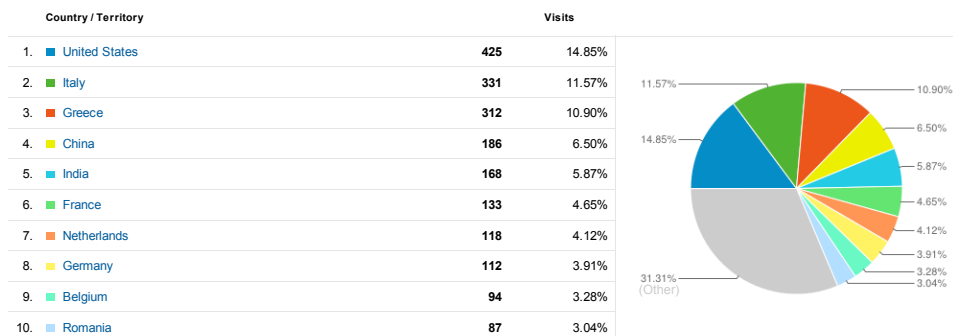 Country / Territory Visits
1. United States 425 14.85%
2. Italy 331 11.57%
3. Greece 312 10.90%
4. China 186 6.50%
5. India 168 5.87%
6. France 133 4.65%
7. Netherlands 118 4.12%
8. Germany 112 3.91%
9. Belgium 94 3.28%
10. Romania 87 3.04%
11.57%
10.90%
6.50%
14.85%
5.87%
4.65%
4.12%
3.91%
3.28%
31.31%
3.04%
(Other)